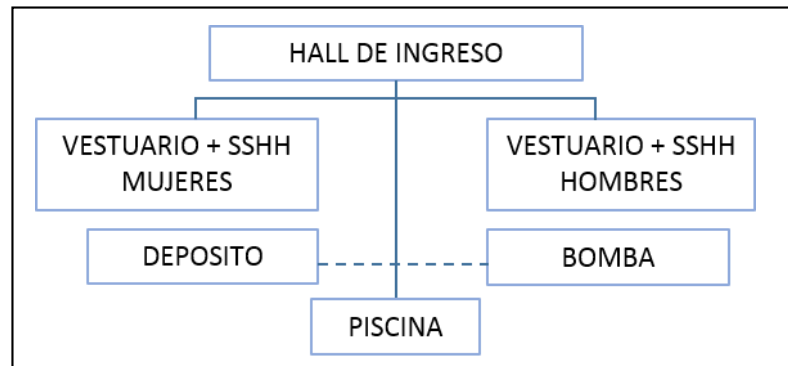 HALL DE INGRESO
VESTUARIO + SSHH
MUJERES
VESTUARIO + SSHH
HOMBRES
DEPOSITO
BOMBA
PISCINA